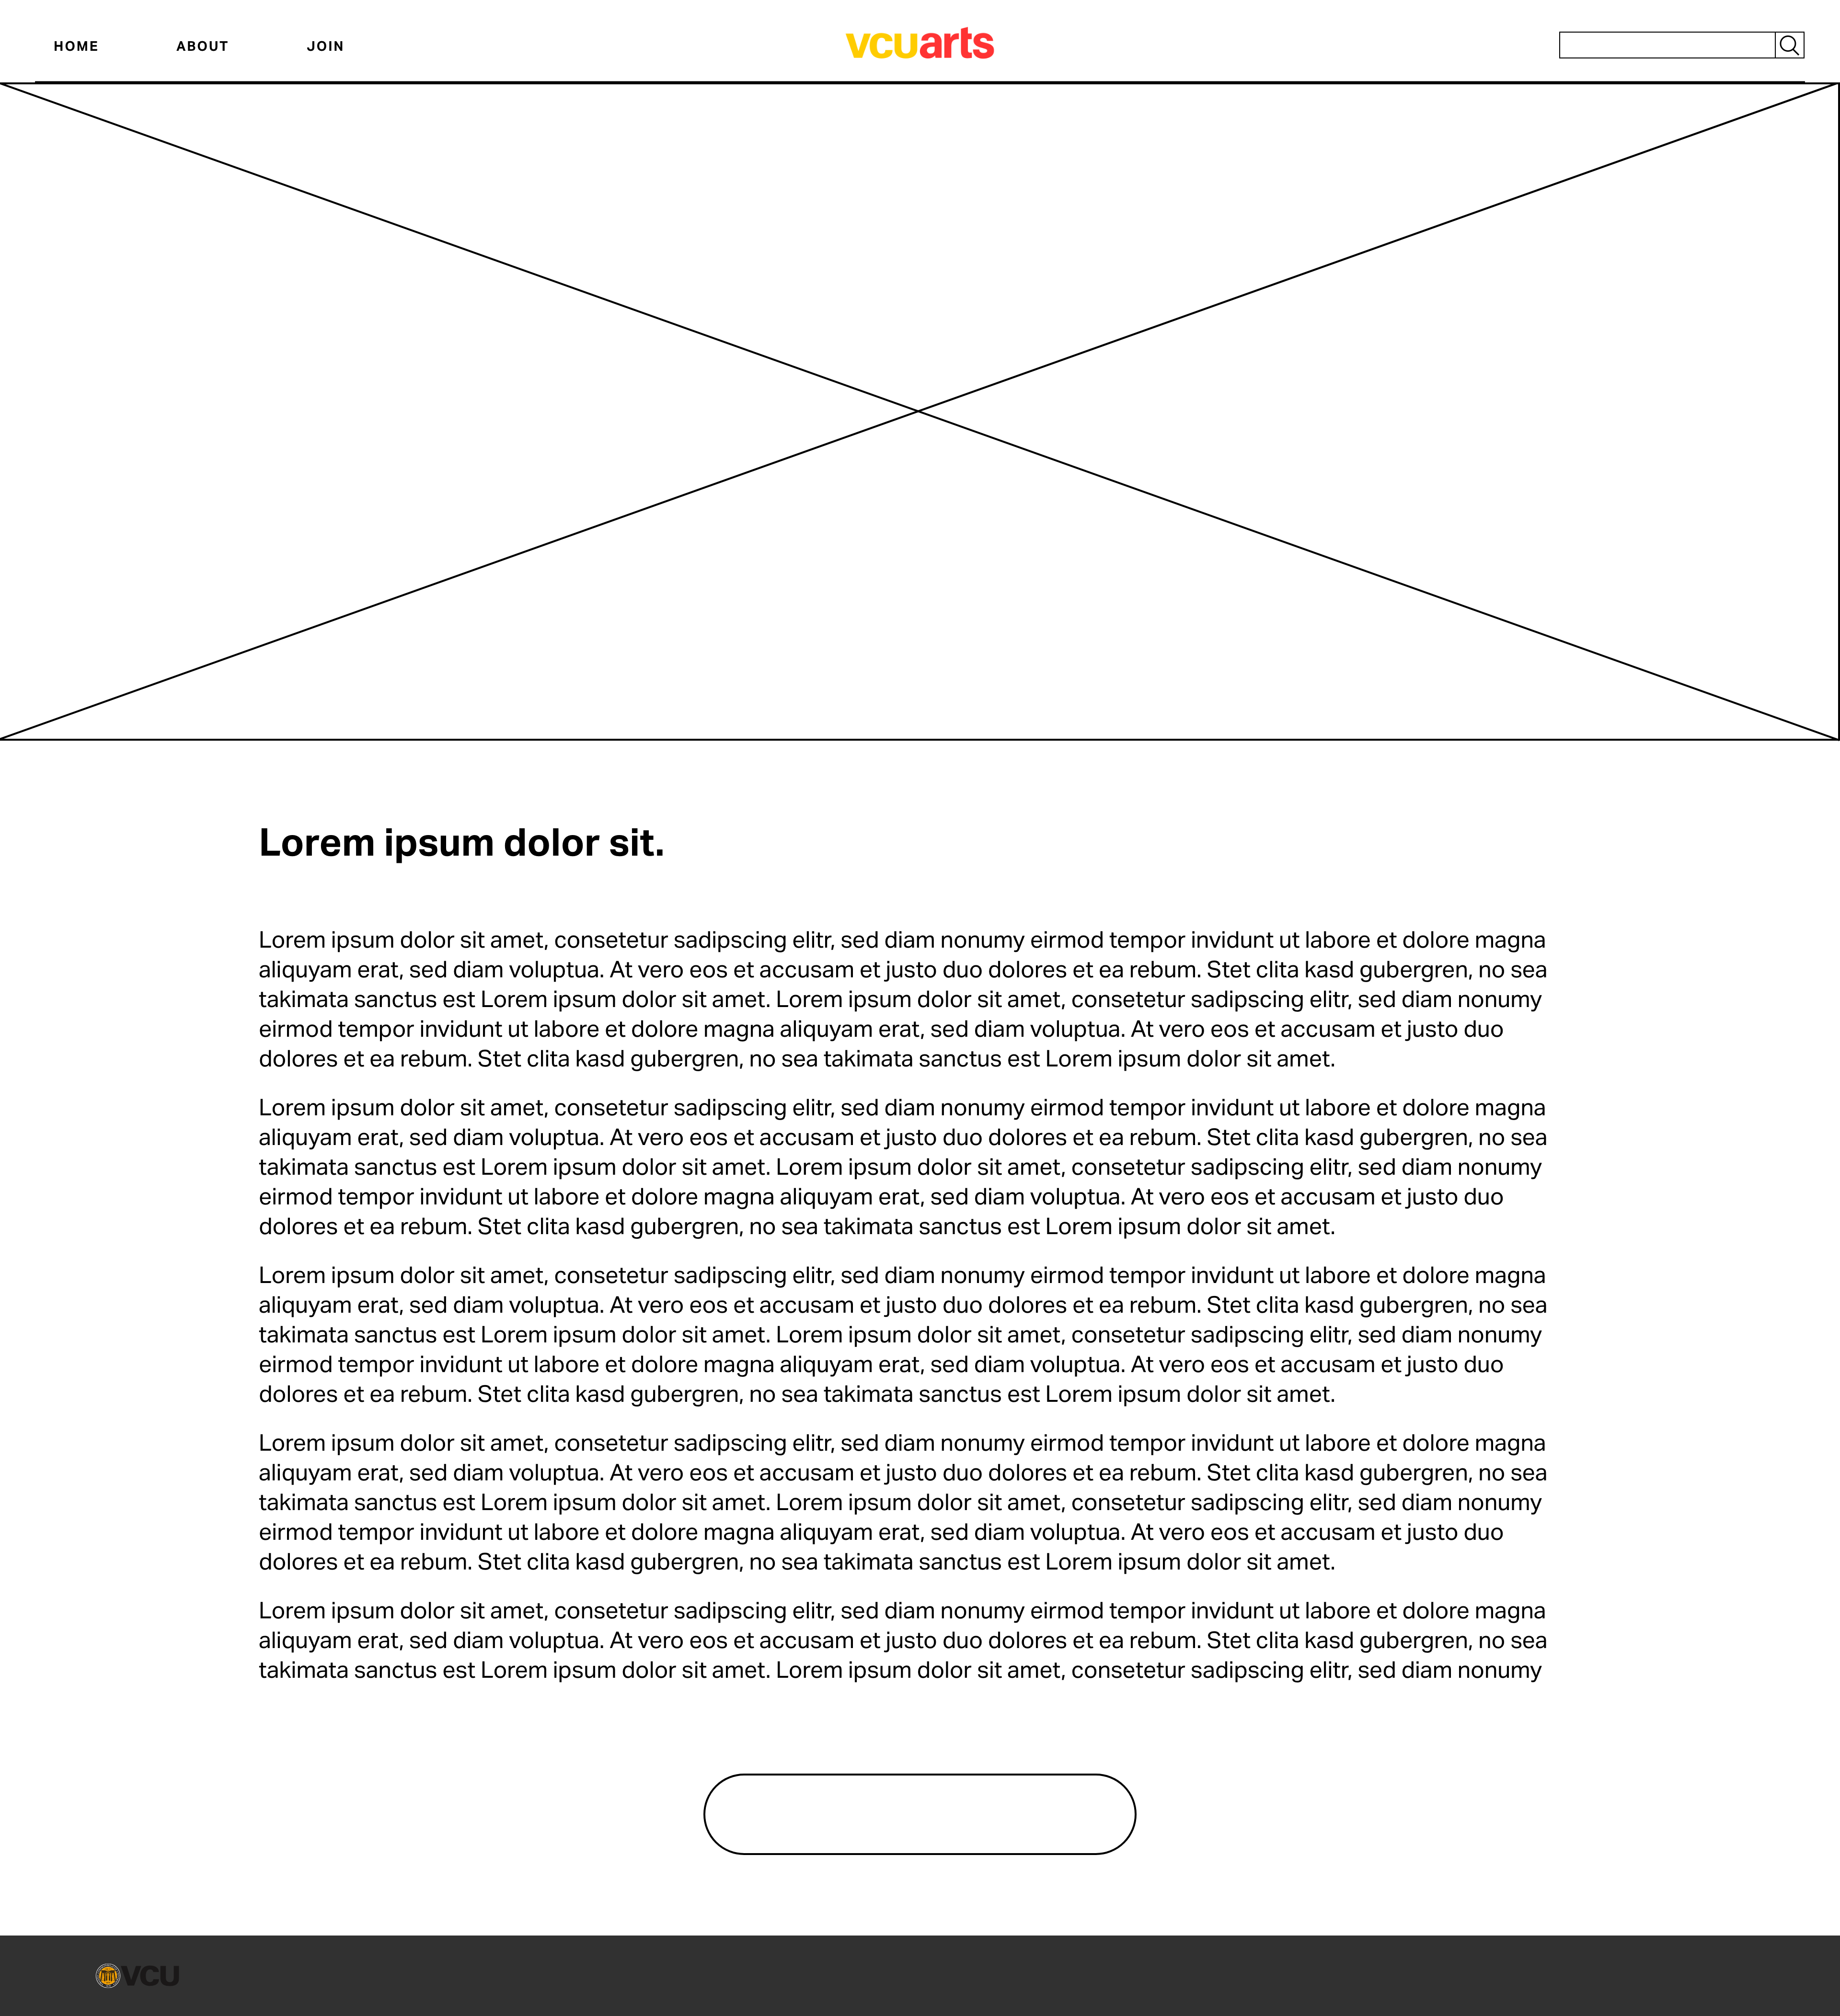 HOME ABOUT JOIN vcuarts
Lorem ipsum dolor sit.
Lorem ipsum dolor sit amet, consetetur sadipscing elitr, sed diam nonumy eirmod tempor invidunt ut labore et dolore magna
aliquyam erat, sed diam voluptua. At vero eos et accusam et justo duo dolores et ea rebum. Stet clita kasd gubergren, no sea
takimata sanctus est Lorem ipsum dolor sit amet. Lorem ipsum dolor sit amet, consetetur sadipscing elitr, sed diam nonumy
eirmod tempor invidunt ut labore et dolore magna aliquyam erat, sed diam voluptua. At vero eos et accusam et justo duo
dolores et ea rebum. Stet clita kasd gubergren, no sea takimata sanctus est Lorem ipsum dolor sit amet.
Lorem ipsum dolor sit amet, consetetur sadipscing elitr, sed diam nonumy eirmod tempor invidunt ut labore et dolore magna
aliquyam erat, sed diam voluptua. At vero eos et accusam et justo duo dolores et ea rebum. Stet clita kasd gubergren, no sea
takimata sanctus est Lorem ipsum dolor sit amet. Lorem ipsum dolor sit amet, consetetur sadipscing elitr, sed diam nonumy
eirmod tempor invidunt ut labore et dolore magna aliquyam erat, sed diam voluptua. At vero eos et accusam et justo duo
dolores et ea rebum. Stet clita kasd gubergren, no sea takimata sanctus est Lorem ipsum dolor sit amet.
Lorem ipsum dolor sit amet, consetetur sadipscing elitr, sed diam nonumy eirmod tempor invidunt ut labore et dolore magna
aliquyam erat, sed diam voluptua. At vero eos et accusam et justo duo dolores et ea rebum. Stet clita kasd gubergren, no sea
takimata sanctus est Lorem ipsum dolor sit amet. Lorem ipsum dolor sit amet, consetetur sadipscing elitr, sed diam nonumy
eirmod tempor invidunt ut labore et dolore magna aliquyam erat, sed diam voluptua. At vero eos et accusam et justo duo
dolores et ea rebum. Stet clita kasd gubergren, no sea takimata sanctus est Lorem ipsum dolor sit amet.
Lorem ipsum dolor sit amet, consetetur sadipscing elitr, sed diam nonumy eirmod tempor invidunt ut labore et dolore magna
aliquyam erat, sed diam voluptua. At vero eos et accusam et justo duo dolores et ea rebum. Stet clita kasd gubergren, no sea
takimata sanctus est Lorem ipsum dolor sit amet. Lorem ipsum dolor sit amet, consetetur sadipscing elitr, sed diam nonumy
eirmod tempor invidunt ut labore et dolore magna aliquyam erat, sed diam voluptua. At vero eos et accusam et justo duo
dolores et ea rebum. Stet clita kasd gubergren, no sea takimata sanctus est Lorem ipsum dolor sit amet.
Lorem ipsum dolor sit amet, consetetur sadipscing elitr, sed diam nonumy eirmod tempor invidunt ut labore et dolore magna
aliquyam erat, sed diam voluptua. At vero eos et accusam et justo duo dolores et ea rebum. Stet clita kasd gubergren, no sea
takimata sanctus est Lorem ipsum dolor sit amet. Lorem ipsum dolor sit amet, consetetur sadipscing elitr, sed diam nonumy
VCU